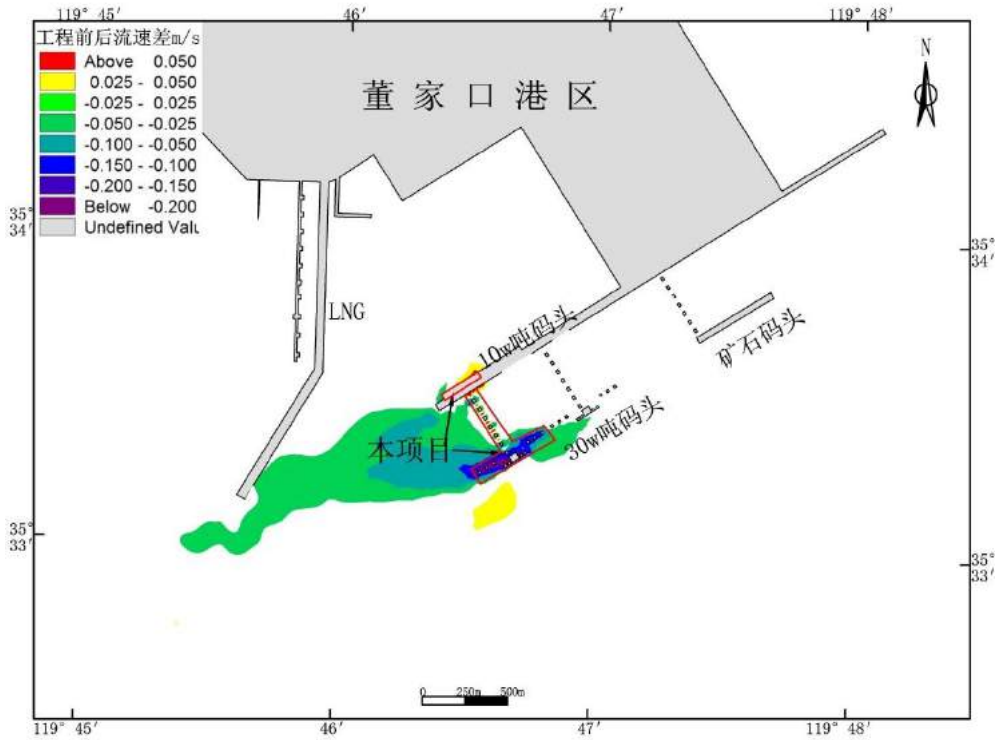 119° 45′ 46′ 47′ 119° 48′
工程前后流速差m/s
Above 0.050
0.025 - 0.050
-0.025 - 0.025
-0.050 - -0.025
-0.100 - -0.050
-0.150 - -0.100
-0.200 - -0.150
Below -0.200
Undefined Valu
N
董家口港区
35° 34′
35° 34′
LNG
10w吨码头
矿石码头
本项目
30w吨码头
35° 33′
35° 33′
0 250m 500m
119° 45′ 46′ 47′ 119° 48′